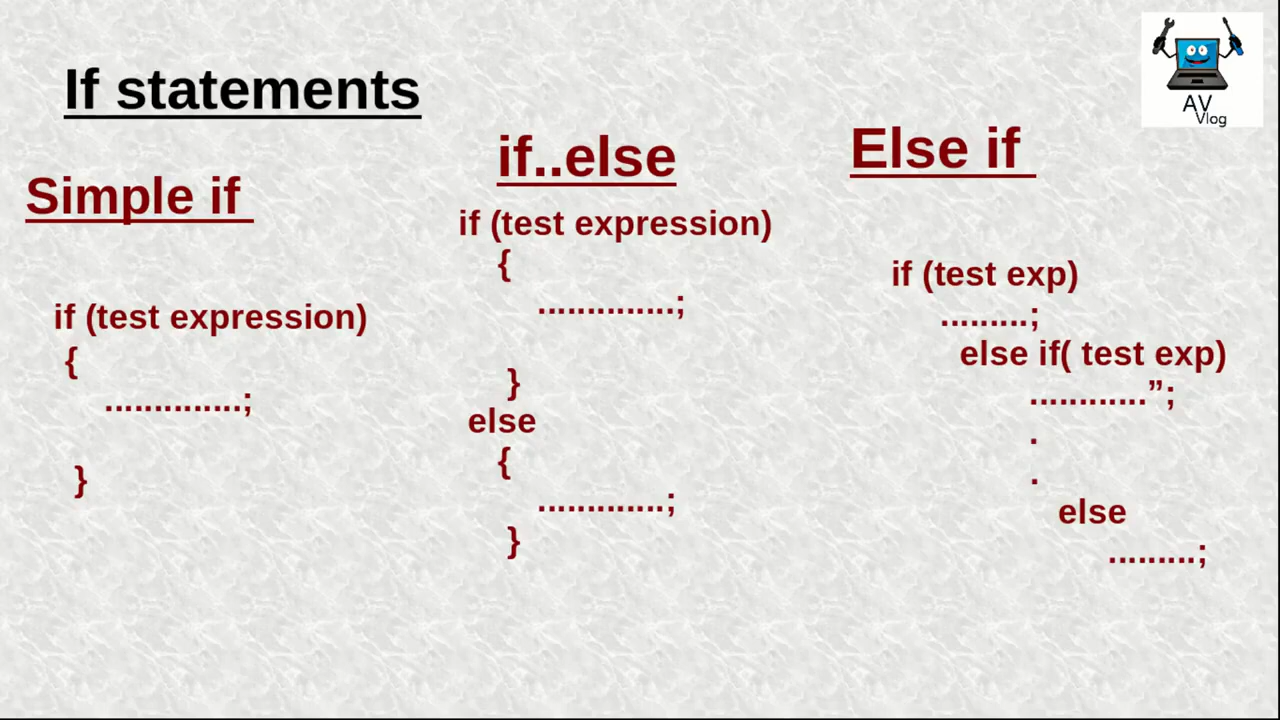 If statements
AV
Vlog
Simple if
if (test expression)
{
..............;
}
if..else
if (test expression)
{
..............;
}
else
{
.............;
}
Else if
if (test exp)
.........;
else if( test exp)
............”;
.
.
else
.........;